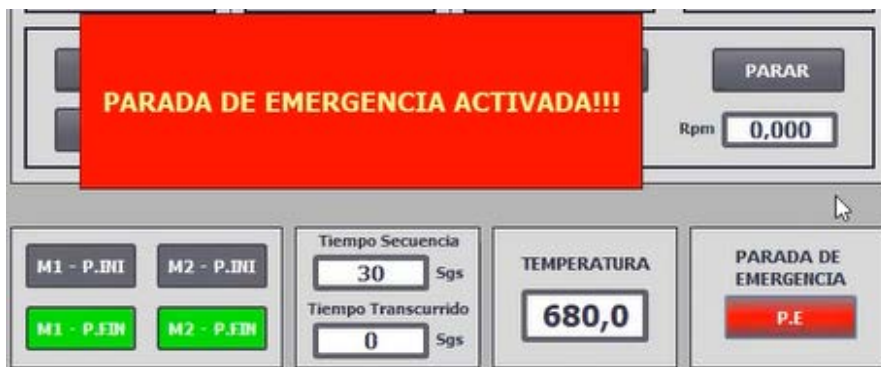 PARADA DE EMERGENCIA ACTIVADA!!!
PARAR
Rpm 0,000
M1 - P.INI M2 - P.INI
M1 - P.FIN M2 - P.FIN
Tiempo Secuencia
30 Sgs
Tiempo Transcurrido
0 Sgs
TEMPERATURA
680,0
PARADA DE
EMERGENCIA
P.E